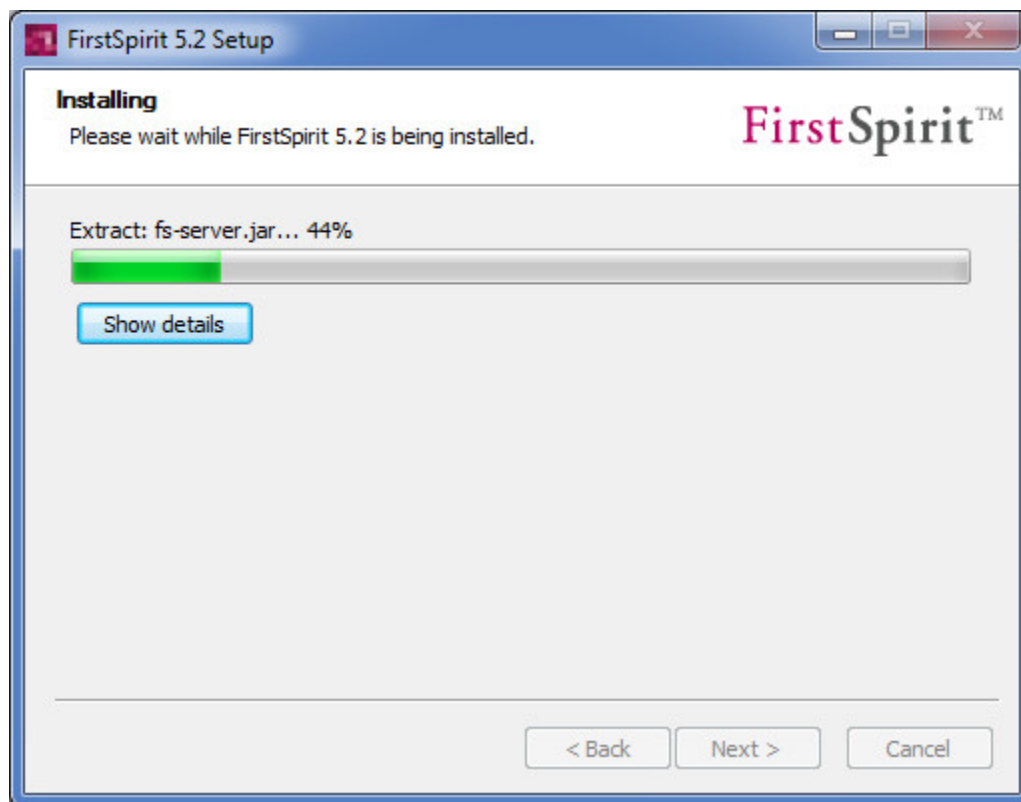 FirstSpirit 5.2 Setup
Installing
Please wait while FirstSpirit 5.2 is being installed.
FirstSpirit™
Extract: fs-server.jar... 44%
Show details
< Back
Next >
Cancel